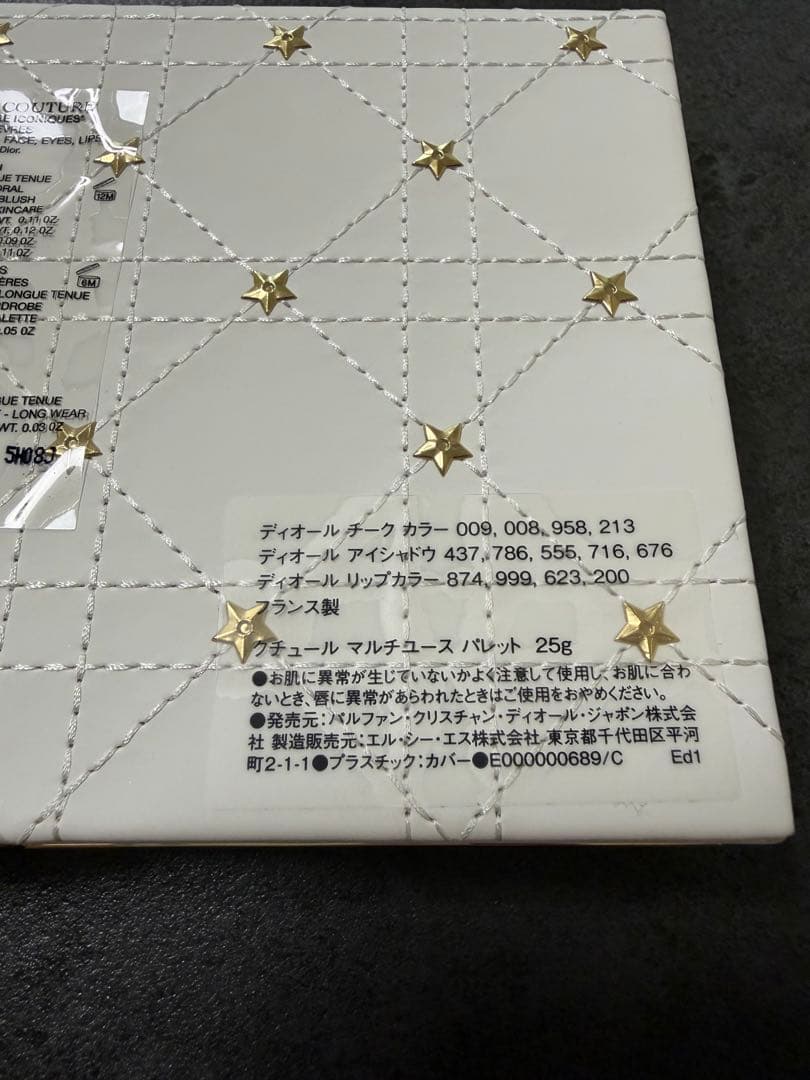 COUTURE
E ICONIQUES
FACE, EYES, LIPS
Dior.
UE TENUE
ORAL
BLUSH
KINCARE
12M
WT. 0.11 OZ
0.12 OZ
0.09 OZ
11 OZ
S
6M
ÈRES
LONGUE TENUE
DROBE
ALETTE
0.05 OZ
GUE TENUE
- LONG WEAR
WT. 0.03 OZ
5H08J
ディオール チーク カラー 009, 008, 958, 213
ディオール アイシャドウ 437, 786, 555, 716, 676
ディオール リップカラー 874, 999, 623, 200
フランス製
クチュール マルチユース パレット 25g
●お肌に異常が生じていないかよく注意して使用し、お肌に合わ
ないとき、唇に異常があらわれたときはご使用をおやめください。
●発売元:パルファン・クリスチャン・ディオール・ジャポン株式会
社 製造販売元:エル・シー・エス株式会社 東京都千代田区平河
町2-1-1●プラスチック:カバー●E000000689/C Ed1